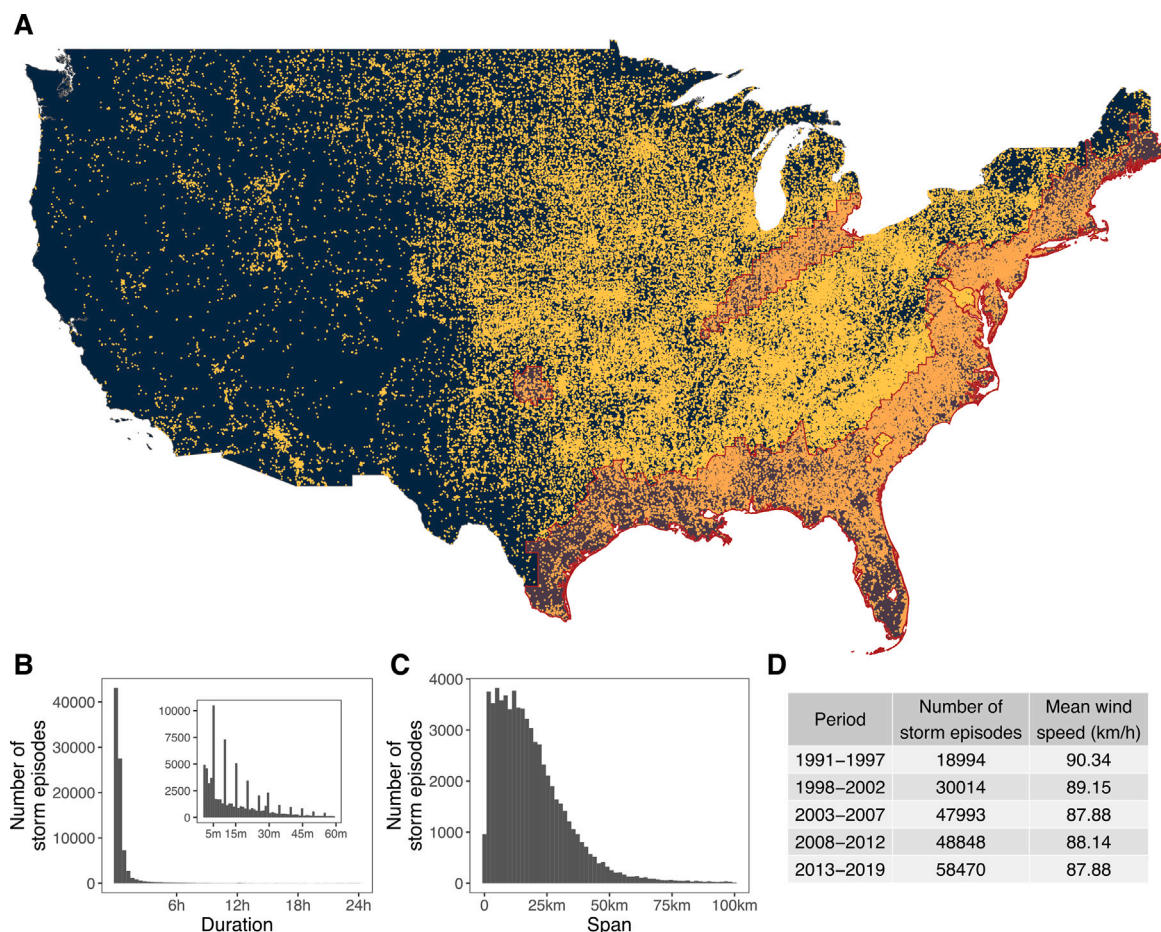 A
B
Number of
storm episodes
40000
30000
20000
10000
0
10000
7500
5000
2500
0
5m 15m 30m 45m 60m
6h 12h 18h 24h
Duration
C
Number of
storm episodes
4000
3000
2000
1000
0
0 25km 50km 75km 100km
Span
D
Period Number of storm episodes Mean wind speed (km/h)
1991–1997 18994 90.34
1998–2002 30014 89.15
2003–2007 47993 87.88
2008–2012 48848 88.14
2013–2019 58470 87.88